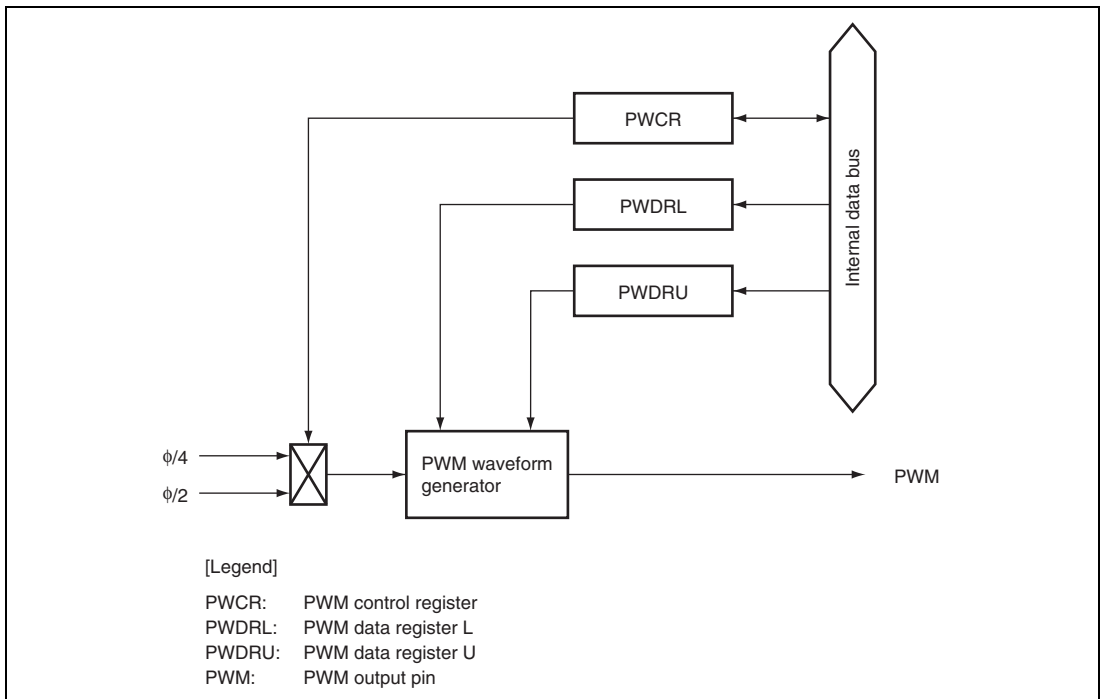 PWCR
PWDRL
PWDRU
Internal data bus
ϕ/4
ϕ/2
PWM waveform
generator
PWM
[Legend]
PWCR: PWM control register
PWDRL: PWM data register L
PWDRU: PWM data register U
PWM: PWM output pin